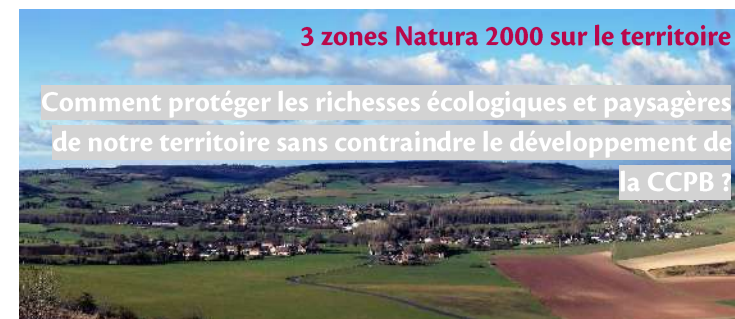 3 zones Natura 2000 sur le territoire
Comment protéger les richesses écologiques et paysagères
de notre territoire sans contraindre le développement de
la CCPB ?